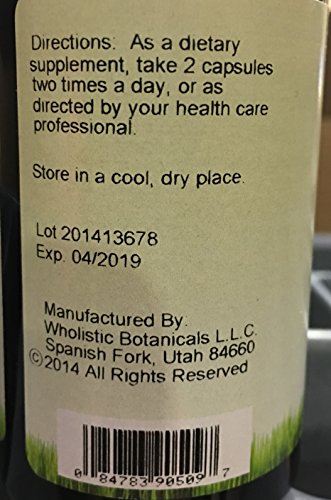 Directions: As a dietary
supplement, take 2 capsules
two times a day, or as
directed by your health care
professional.
Store in a cool, dry place.
Lot 201413678
Exp. 04/2019
Manufactured By.
Wholistic Botanicals L.L.C.
Spanish Fork, Utah 84660
©2014 All Rights Reserved
0 84783 90509 7